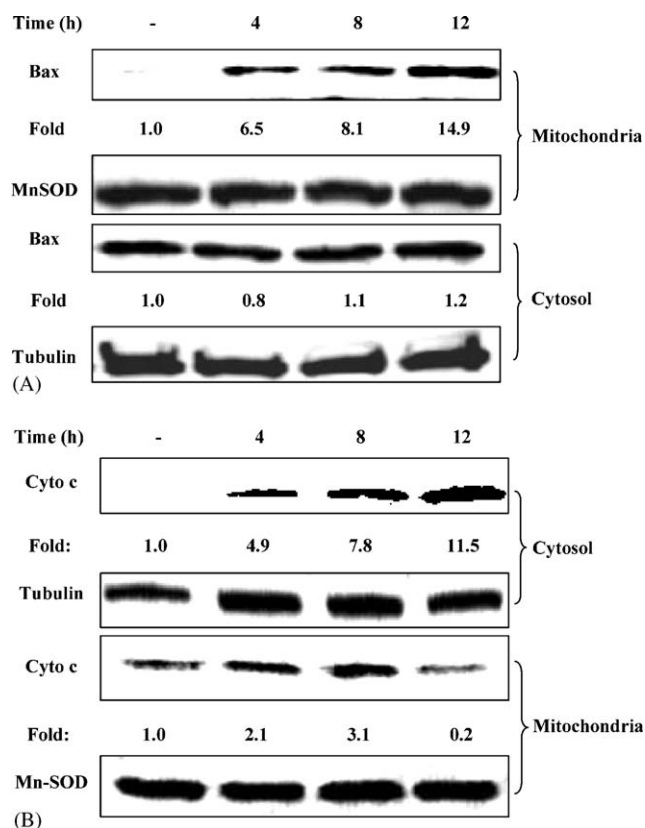 Time (h) - 4 8 12
Bax
Fold 1.0 6.5 8.1 14.9
Mitochondria
MnSOD
Bax
Fold 1.0 0.8 1.1 1.2
Cytosol
Tubulin
(A)
Time (h) - 4 8 12
Cyto c
Fold: 1.0 4.9 7.8 11.5
Cytosol
Tubulin
Cyto c
Fold: 1.0 2.1 3.1 0.2
Mitochondria
Mn-SOD
(B)